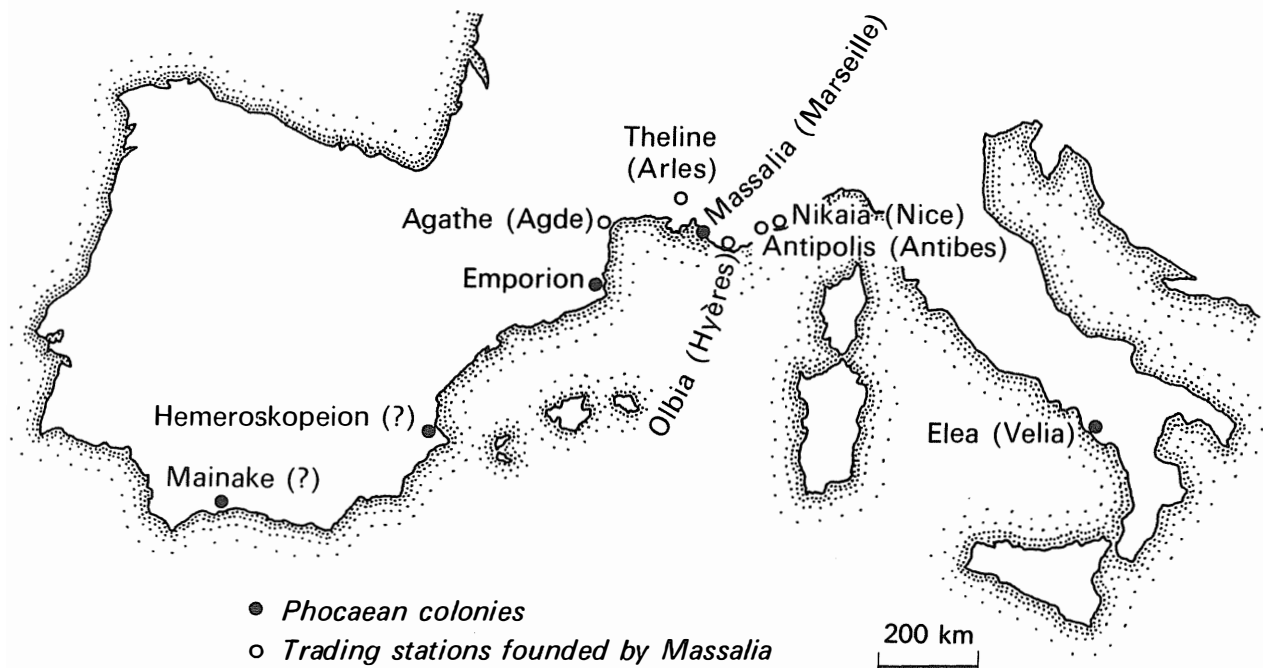 Theline
(Arles)
Massalia (Marseille)
Agathe (Agde)
Nikaia (Nice)
Antipolis (Antibes)
Emporion
Olbia (Hyères)
Hemeroskopeion (?)
Elea (Velia)
Mainake (?)
Phocaean colonies
Trading stations founded by Massalia
200 km